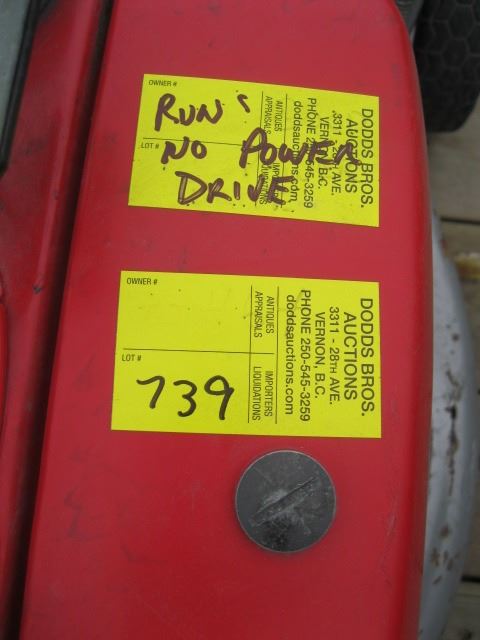 OWNER #
LOT #
RUNS
NO POWER
DRIVE
ANTIQUES
APPRAISALS
IMPORTERS
LIQUIDATIONS
DODDS BROS.
AUCTIONS
3311 - 28TH AVE.
VERNON, B.C.
PHONE 250-545-3259
doddsauctions.com
OWNER #
LOT #
739
ANTIQUES
APPRAISALS
IMPORTERS
LIQUIDATIONS
DODDS BROS.
AUCTIONS
3311 - 28TH AVE.
VERNON, B.C.
PHONE 250-545-3259
doddsauctions.com